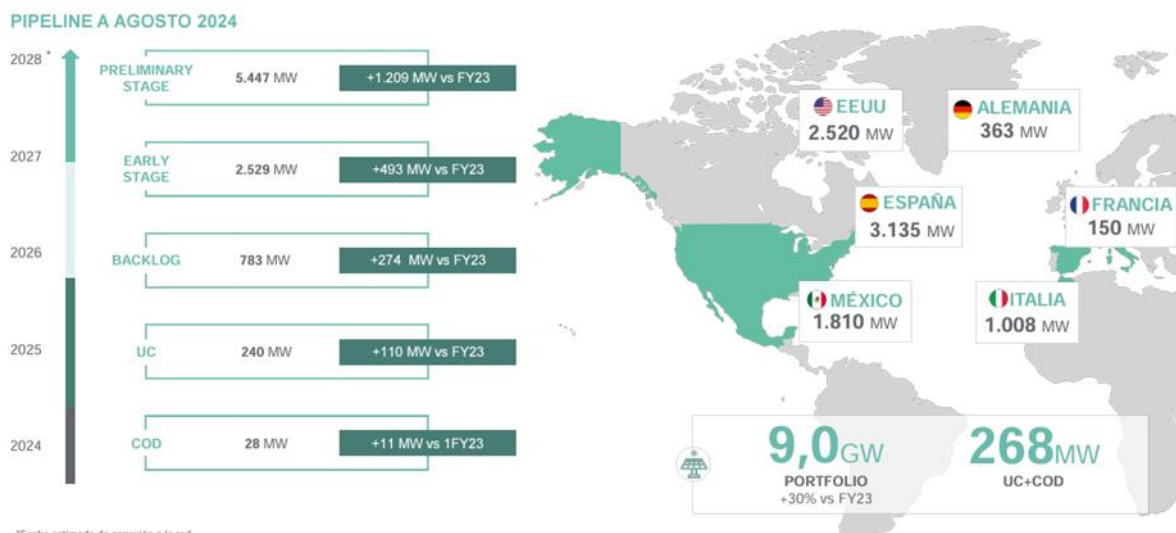 PIPELINE A AGOSTO 2024
2028 *
PRELIMINARY STAGE
5.447 MW
+1.209 MW vs FY23
2027
EARLY STAGE
2.529 MW
+493 MW vs FY23
2026
BACKLOG
783 MW
+274 MW vs FY23
2025
UC
240 MW
+110 MW vs FY23
2024
COD
28 MW
+11 MW vs 1FY23
EEUU
2.520 MW
ALEMANIA
363 MW
ESPAÑA
3.135 MW
FRANCIA
150 MW
MÉXICO
1.810 MW
ITALIA
1.008 MW
9,0GW
PORTFOLIO
+30% vs FY23
268MW
UC+COD